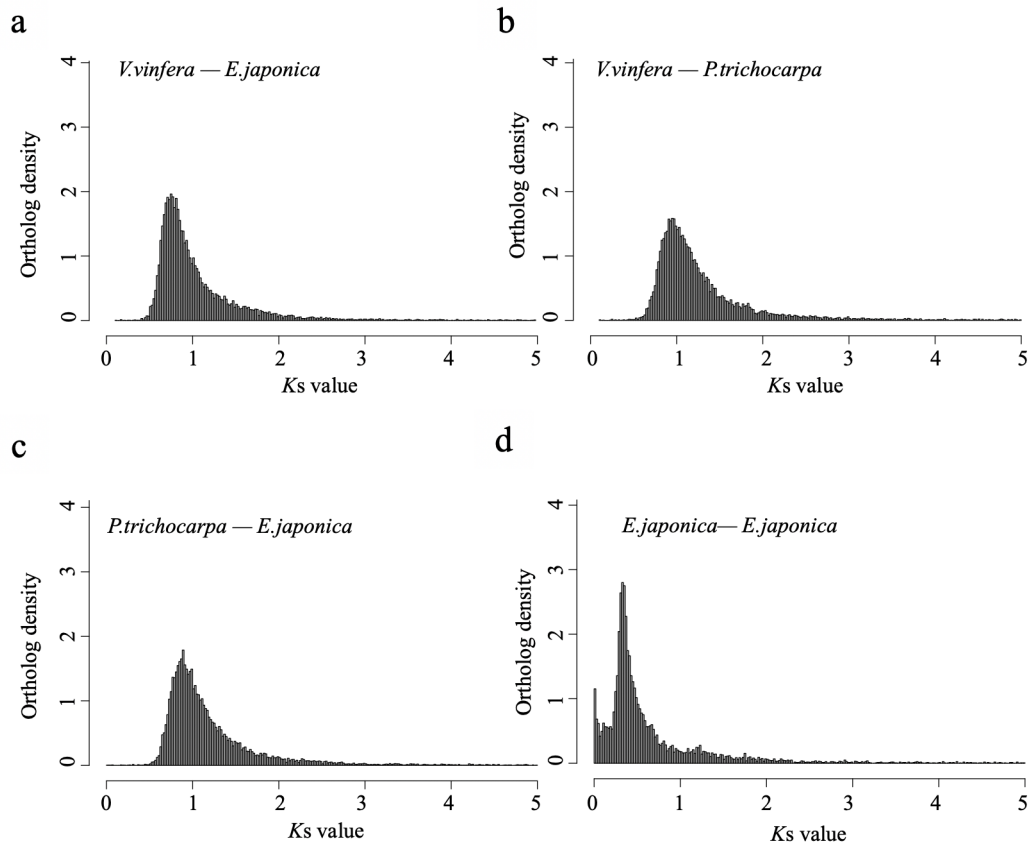 a
V.vinfera — E.japonica
Ortholog density
0 1 2 3 4
0 1 2 3 4 5
Ks value
b
V.vinfera — P.trichocarpa
Ortholog density
0 1 2 3 4
0 1 2 3 4 5
Ks value
c
P.trichocarpa — E.japonica
Ortholog density
0 1 2 3 4
0 1 2 3 4 5
Ks value
d
E.japonica— E.japonica
Ortholog density
0 1 2 3 4
0 1 2 3 4 5
Ks value